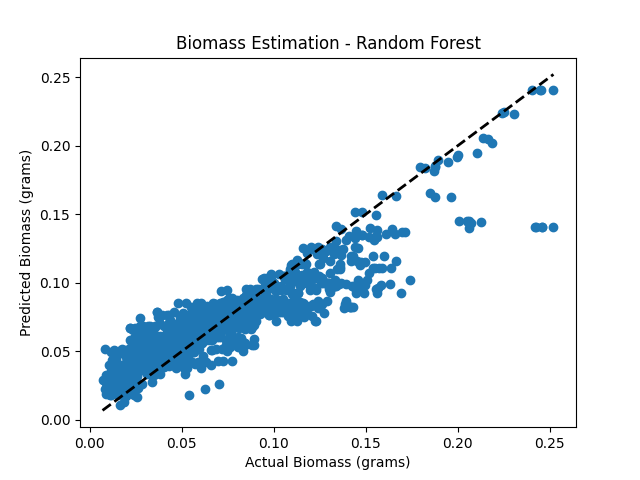 Biomass Estimation - Random Forest
Predicted Biomass (grams)
0.25
0.20
0.15
0.10
0.05
0.00
0.00 0.05 0.10 0.15 0.20 0.25
Actual Biomass (grams)